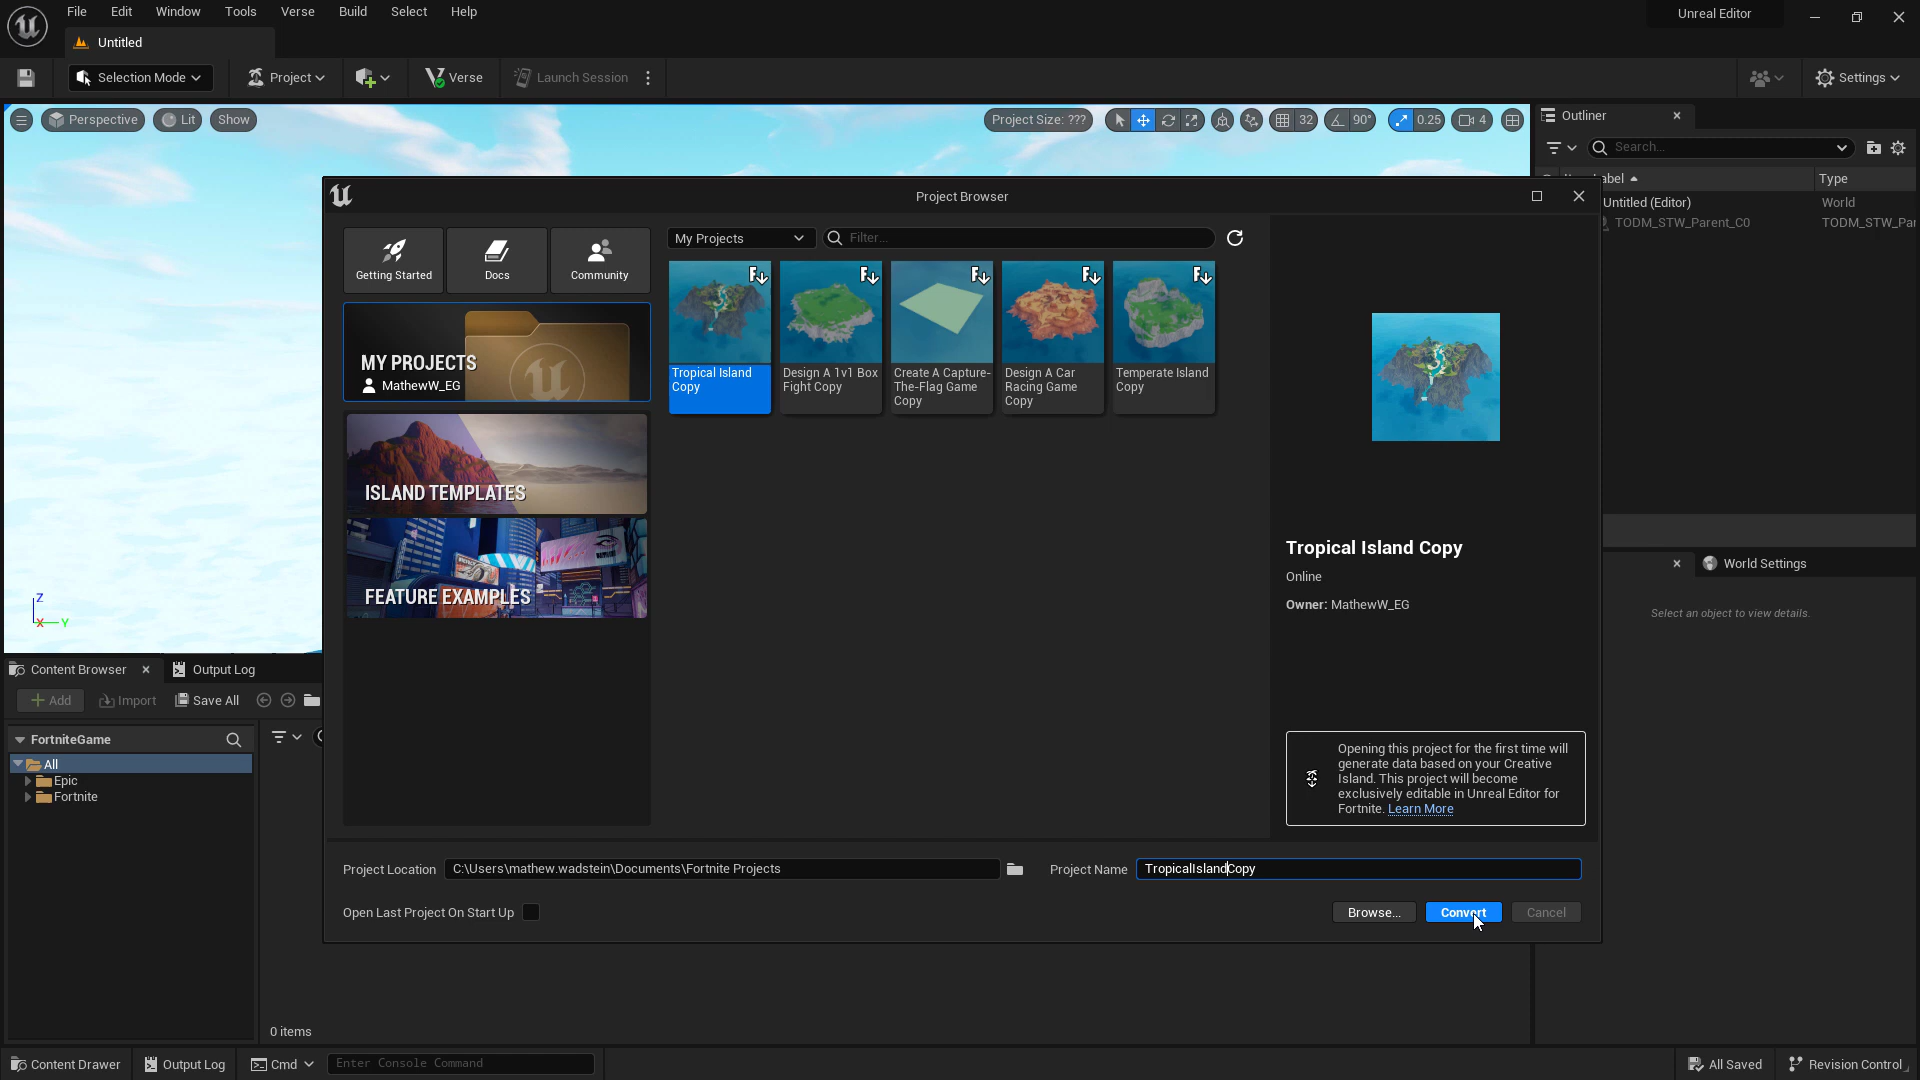 File Edit Window Tools Verse Build Select Help
Unreal Editor
Untitled
Selection Mode
Project
Verse
Launch Session
Settings
Perspective
Lit
Show
Project Size: ???
32
90°
0.25
4
Outliner
Search...
Label
Type
Untitled (Editor)
World
TODM_STW_Parent_C0
TODM_STW_Par
Project Browser
Getting Started
Docs
Community
My Projects
Filter...
MY PROJECTS
MathewW_EG
ISLAND TEMPLATES
FEATURE EXAMPLES
Tropical Island
Copy
Design A 1v1 Box
Fight Copy
Create A Capture-
The-Flag Game
Copy
Design A Car
Racing Game
Copy
Temperate Island
Copy
Tropical Island Copy
Online
Owner: MathewW_EG
Opening this project for the first time will
generate data based on your Creative
Island. This project will become
exclusively editable in Unreal Editor for
Fortnite. Learn More
Project Location
C:\Users\mathew.wadstein\Documents\Fortnite Projects
Project Name
TropicalIslandCopy
Open Last Project On Start Up
Browse...
Convert
Cancel
World Settings
Select an object to view details.
Z
X
Y
Content Browser
Output Log
Add
Import
Save All
FortniteGame
All
Epic
Fortnite
0 items
Content Drawer
Output Log
Cmd
Enter Console Command
All Saved
Revision Control